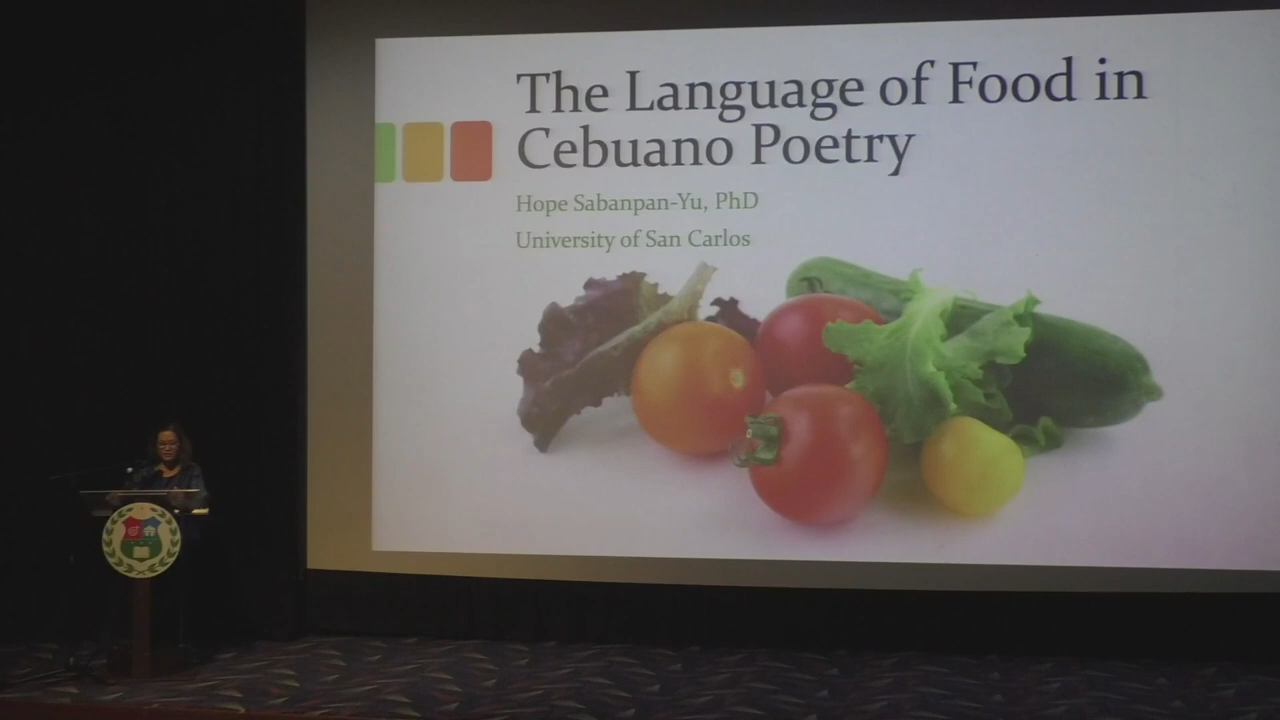 The Language of Food in
Cebuano Poetry
Hope Sabanpan-Yu, PhD
University of San Carlos